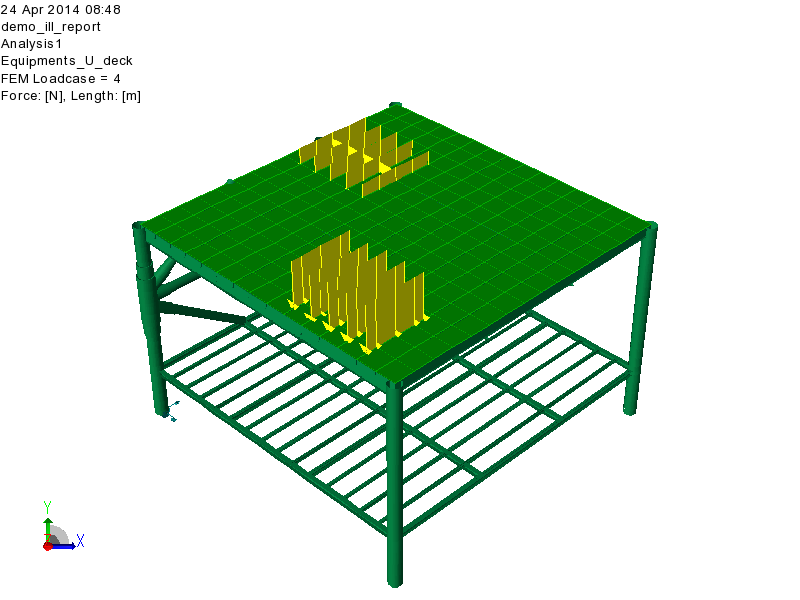 24 Apr 2014 08:48
demo_ill_report
Analysis1
Equipments_U_deck
FEM Loadcase = 4
Force: [N], Length: [m]
Y
Z
X